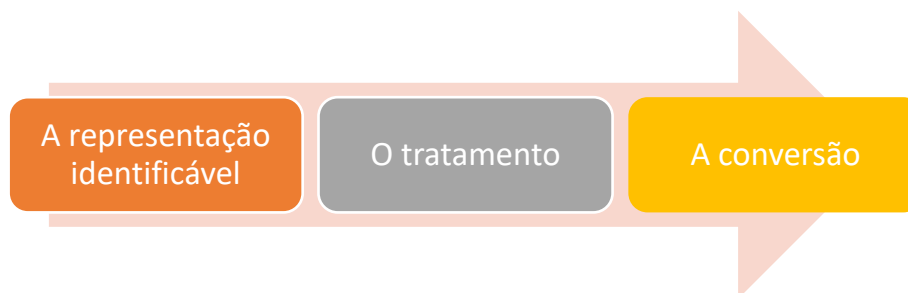 A representação
identificável
O tratamento
A conversão